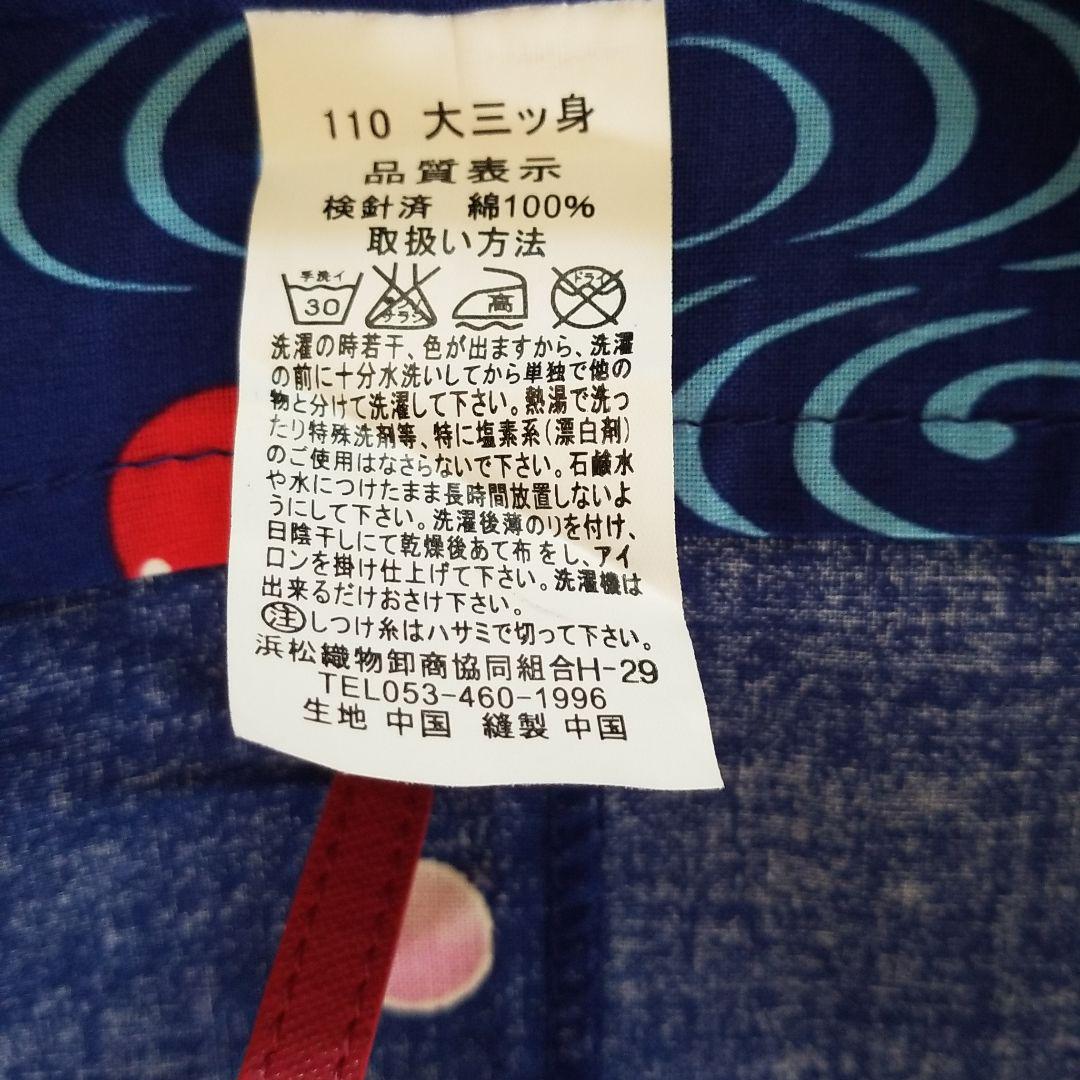 110 大三ッ身
品質表示
検針済 綿100%
取扱い方法
手洗イ 30 エンソ サラシ 高 ドライ
洗濯の時若干、色が出ますから、洗濯
の前に十分水洗いしてから単独で他の
物と分けて洗濯して下さい。熱湯で洗っ
たり特殊洗剤等、特に塩素系(漂白剤)
のご使用はなさらないで下さい。石鹸水
や水につけたまま長時間放置しないよ
うにして下さい。洗濯後薄のりを付け、
日陰干しにて乾燥後あて布をし、アイ
ロンを掛け仕上げて下さい。洗濯機は
出来るだけおさけ下さい。
注しつけ糸はハサミで切って下さい。
浜松織物卸商協同組合H-29
TEL053-460-1996
生地 中国 縫製 中国